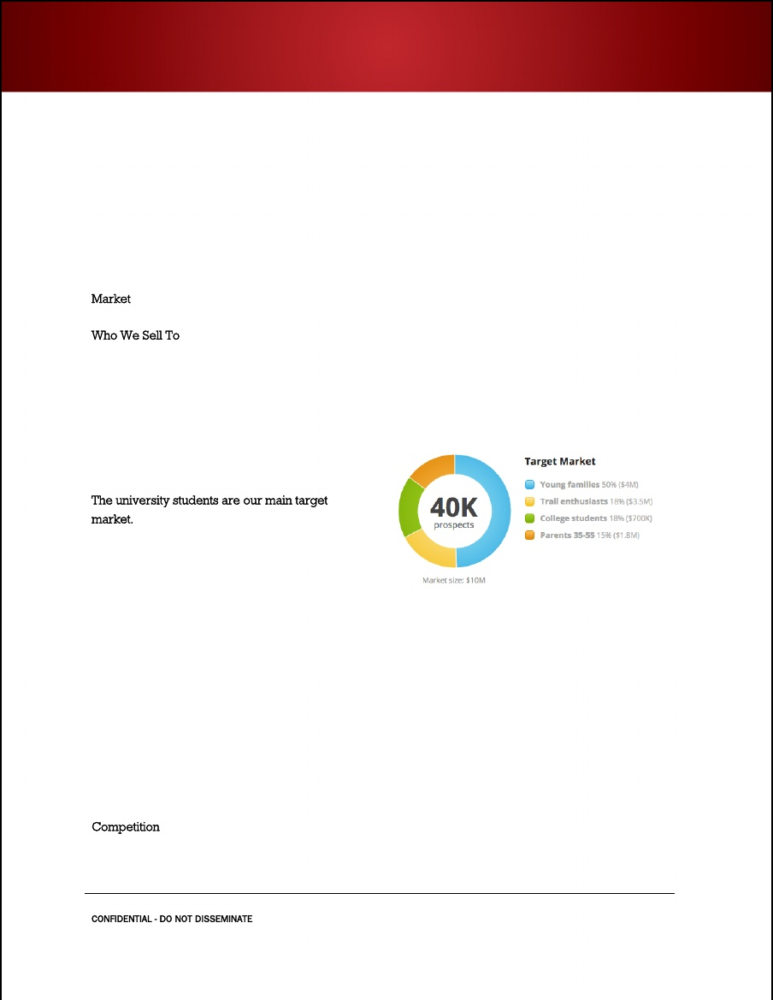 Market
Who We Sell To
The university students are our main target
market.
40K
prospects
Market size: $10M
Target Market
Young families 50% ($4M)
Trail enthusiasts 18% ($3.5M)
College students 18% ($700K)
Parents 35-55 15% ($1.8M)
Competition
CONFIDENTIAL - DO NOT DISSEMINATE